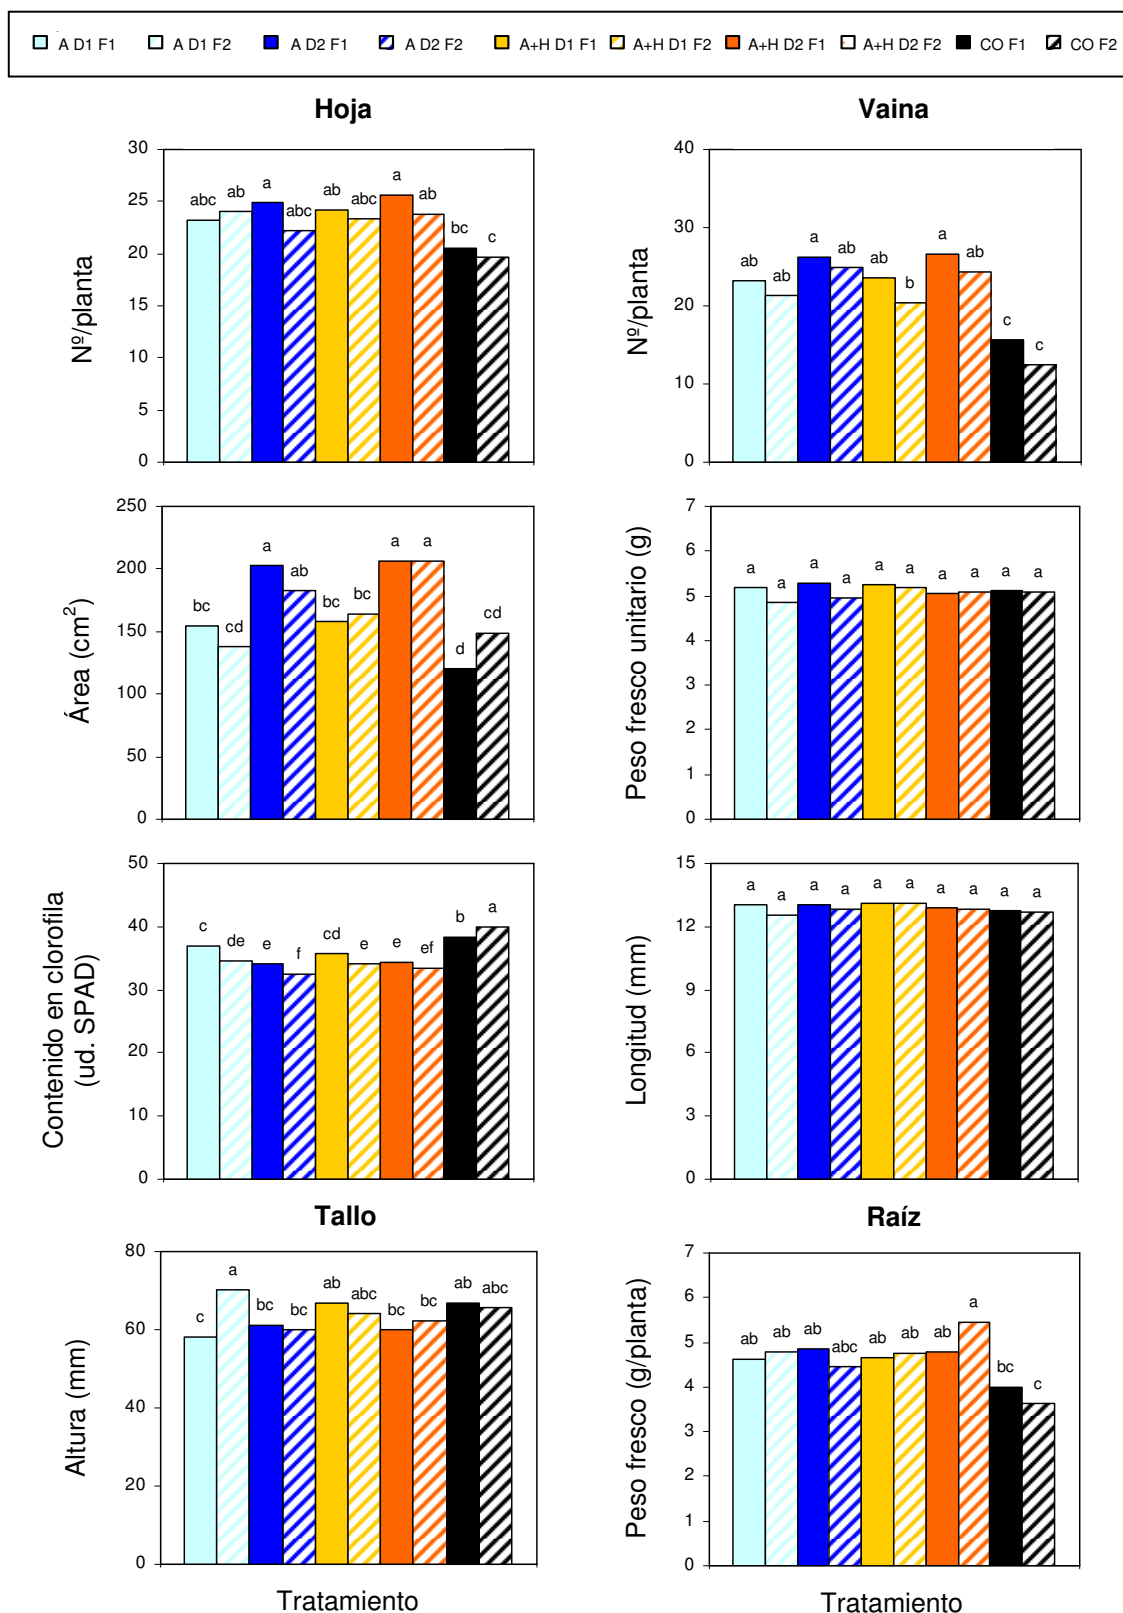 A D1 F1 A D1 F2 A D2 F1 A D2 F2 A+H D1 F1 A+H D1 F2 A+H D2 F1 A+H D2 F2 CO F1 CO F2
Hoja
Nº/planta
30
25
20
15
10
5
0
abc ab a abc ab abc a ab bc c
Vaina
Nº/planta
40
30
20
10
0
ab ab a ab ab b a ab c c
Área (cm²)
250
200
150
100
50
0
bc cd a ab bc bc a a d cd
Peso fresco unitario (g)
7
6
5
4
3
2
1
0
a a a a a a a a a a
Contenido en clorofila
(ud. SPAD)
50
40
30
20
10
0
c de e f cd e e ef b a
Longitud (mm)
15
12
9
6
3
0
a a a a a a a a a a
Tallo
Altura (mm)
80
60
40
20
0
c a bc bc ab abc bc bc ab abc
Tratamiento
Raíz
Peso fresco (g/planta)
7
6
5
4
3
2
1
0
ab ab ab abc ab ab ab a bc c
Tratamiento